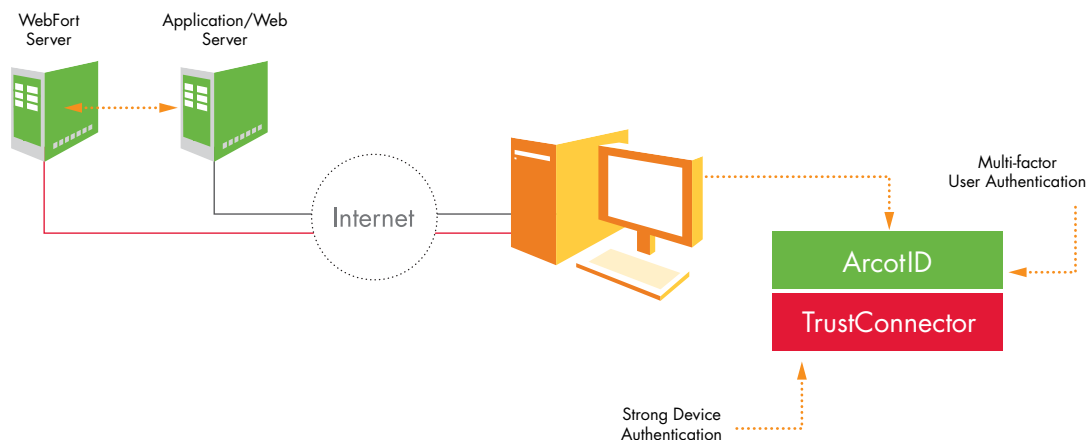 WebFort
Server
Application/Web
Server
Internet
Multi-factor
User Authentication
ArcotID
TrustConnector
Strong Device
Authentication